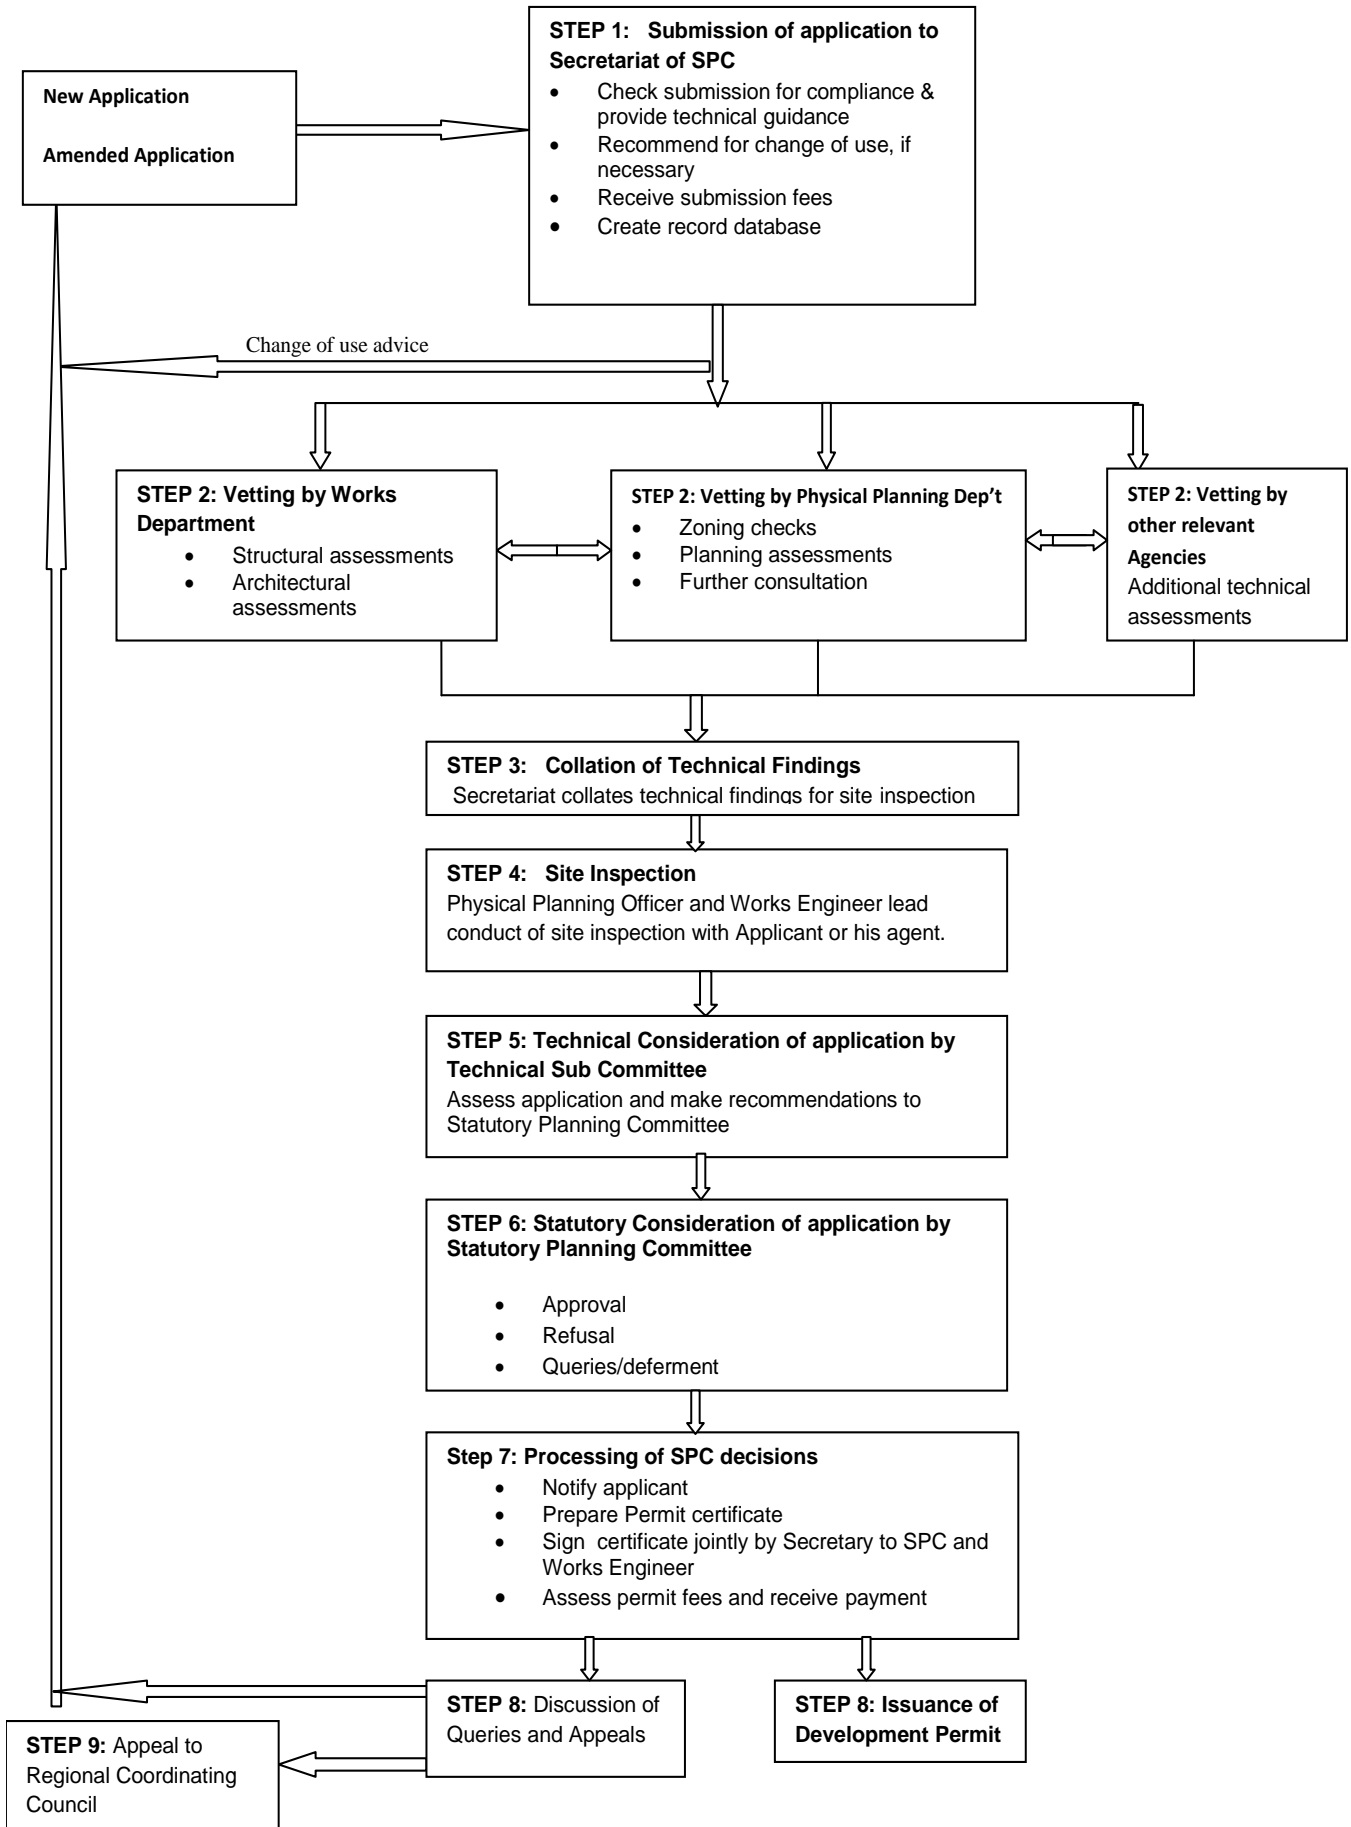 STEP 1:   Submission of application to
Secretariat of SPC
• Check submission for compliance &
provide technical guidance
• Recommend for change of use, if
necessary
• Receive submission fees
• Create record database
New Application
Amended Application
Change of use advice
STEP 2: Vetting by Works
Department
• Structural assessments
• Architectural
assessments
STEP 2: Vetting by Physical Planning Dep't
• Zoning checks
• Planning assessments
• Further consultation
STEP 2: Vetting by
other relevant
Agencies
Additional technical
assessments
STEP 3:   Collation of Technical Findings
Secretariat collates technical findings for site inspection
STEP 4:   Site Inspection
Physical Planning Officer and Works Engineer lead
conduct of site inspection with Applicant or his agent.
STEP 5: Technical Consideration of application by
Technical Sub Committee
Assess application and make recommendations to
Statutory Planning Committee
STEP 6: Statutory Consideration of application by
Statutory Planning Committee
• Approval
• Refusal
• Queries/deferment
Step 7: Processing of SPC decisions
• Notify applicant
• Prepare Permit certificate
• Sign  certificate jointly by Secretary to SPC and
Works Engineer
• Assess permit fees and receive payment
STEP 8: Discussion of
Queries and Appeals
STEP 8: Issuance of
Development Permit
STEP 9: Appeal to
Regional Coordinating
Council